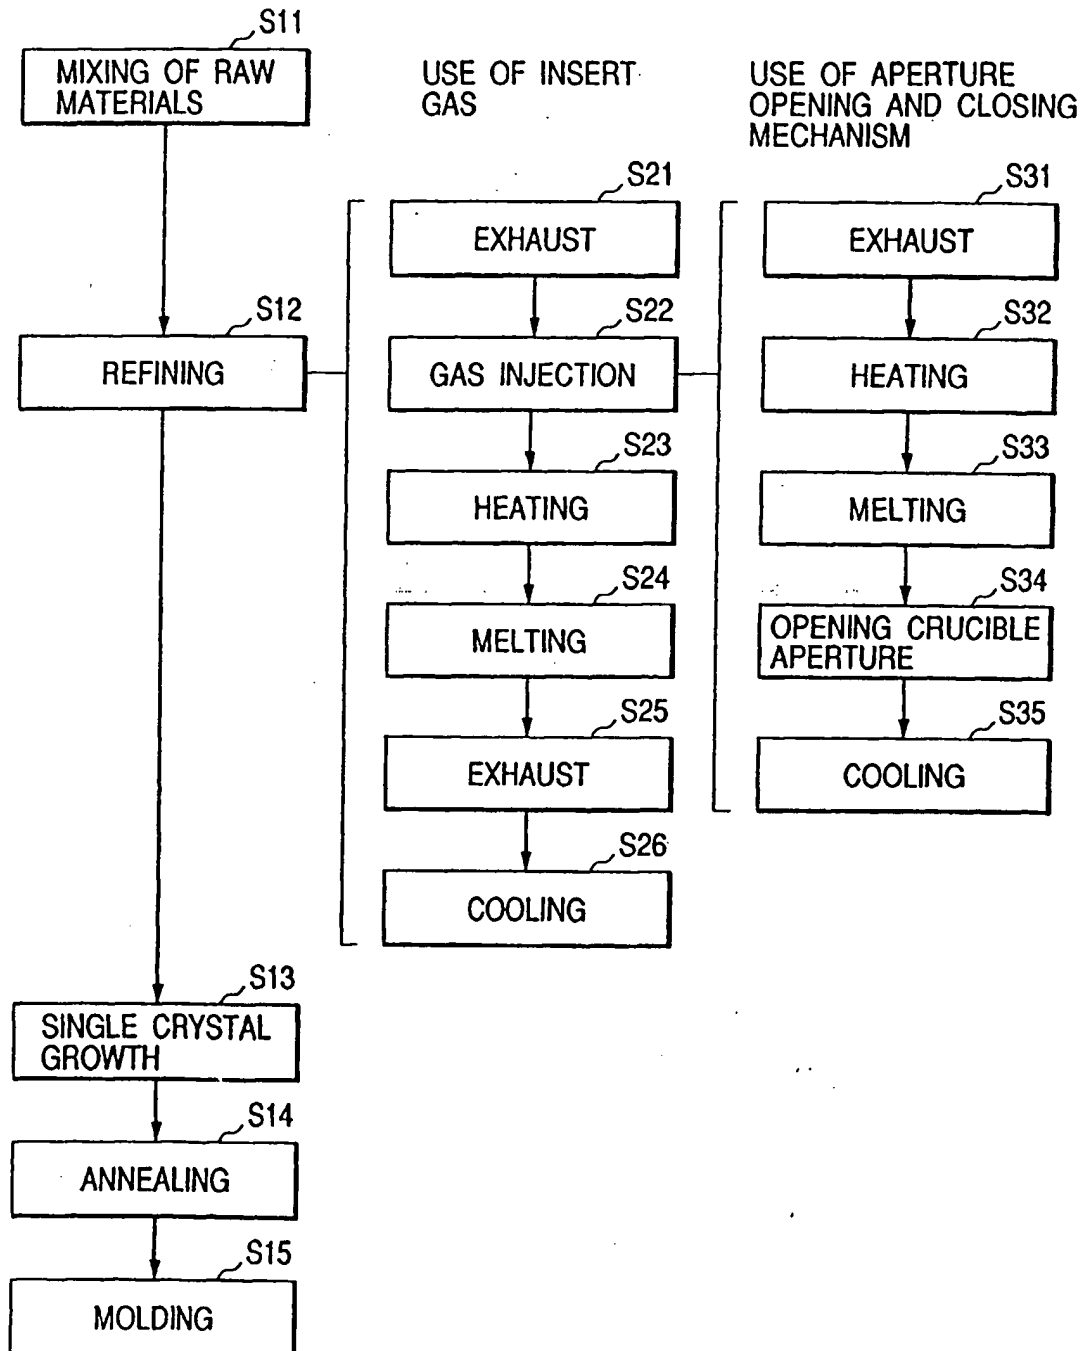 S11
MIXING OF RAW
MATERIALS
S12
REFINING
S13
SINGLE CRYSTAL
GROWTH
S14
ANNEALING
S15
MOLDING
USE OF INSERT
GAS
S21
EXHAUST
S22
GAS INJECTION
S23
HEATING
S24
MELTING
S25
EXHAUST
S26
COOLING
USE OF APERTURE
OPENING AND CLOSING
MECHANISM
S31
EXHAUST
S32
HEATING
S33
MELTING
S34
OPENING CRUCIBLE
APERTURE
S35
COOLING